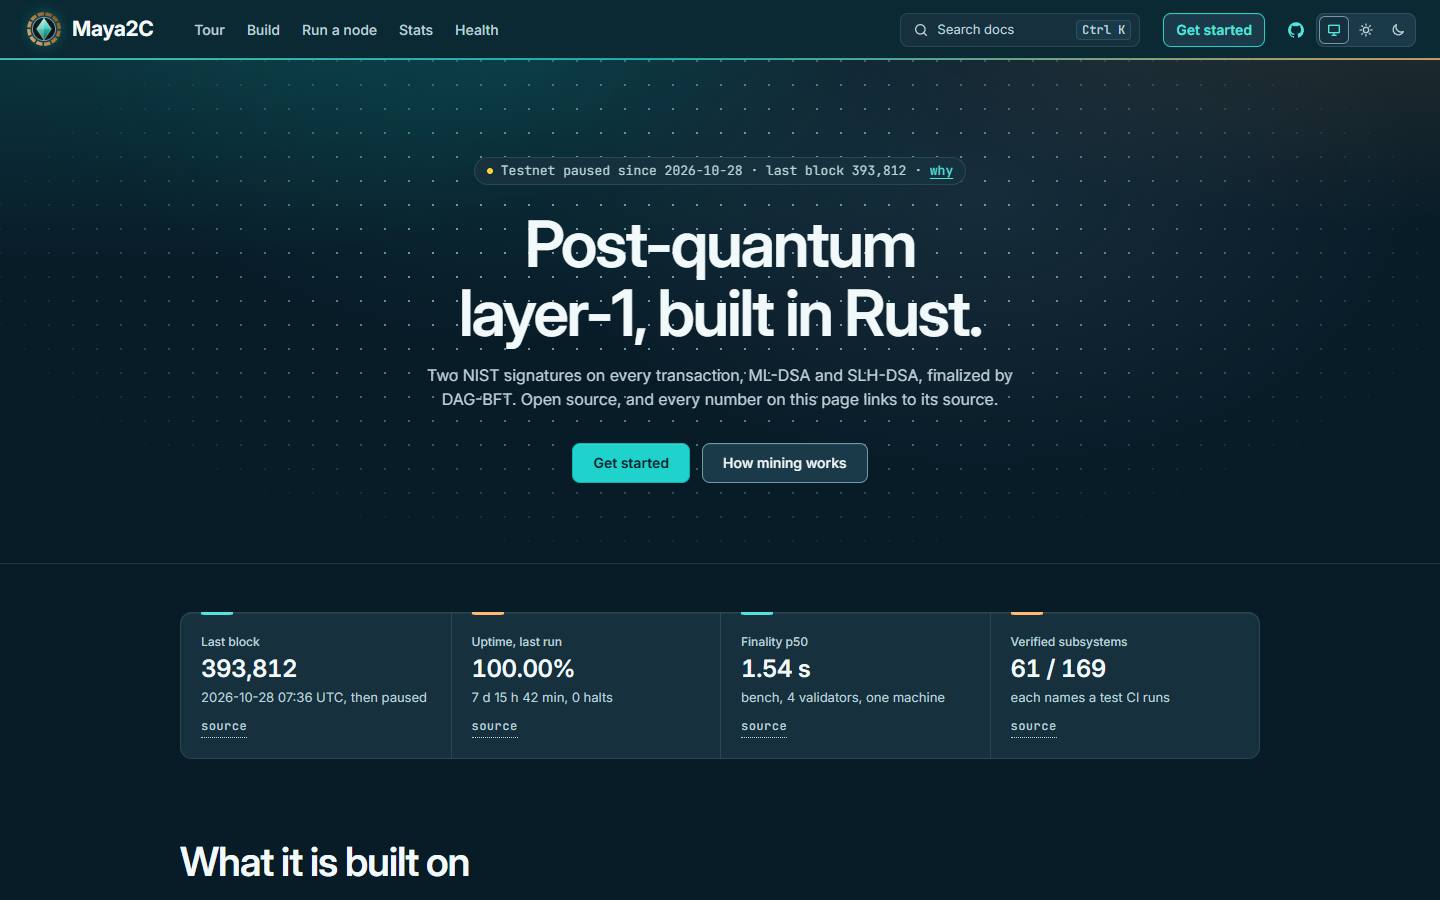 Maya2C
Tour
Build
Run a node
Stats
Health
Search docs
Ctrl K
Get started
Testnet paused since 2026-10-28 · last block 393,812 · why
Post-quantum
layer-1, built in Rust.
Two NIST signatures on every transaction, ML-DSA and SLH-DSA, finalized by
DAG-BFT. Open source, and every number on this page links to its source.
Get started
How mining works
Last block
393,812
2026-10-28 07:36 UTC, then paused
source
Uptime, last run
100.00%
7 d 15 h 42 min, 0 halts
source
Finality p50
1.54 s
bench, 4 validators, one machine
source
Verified subsystems
61 / 169
each names a test CI runs
source
What it is built on